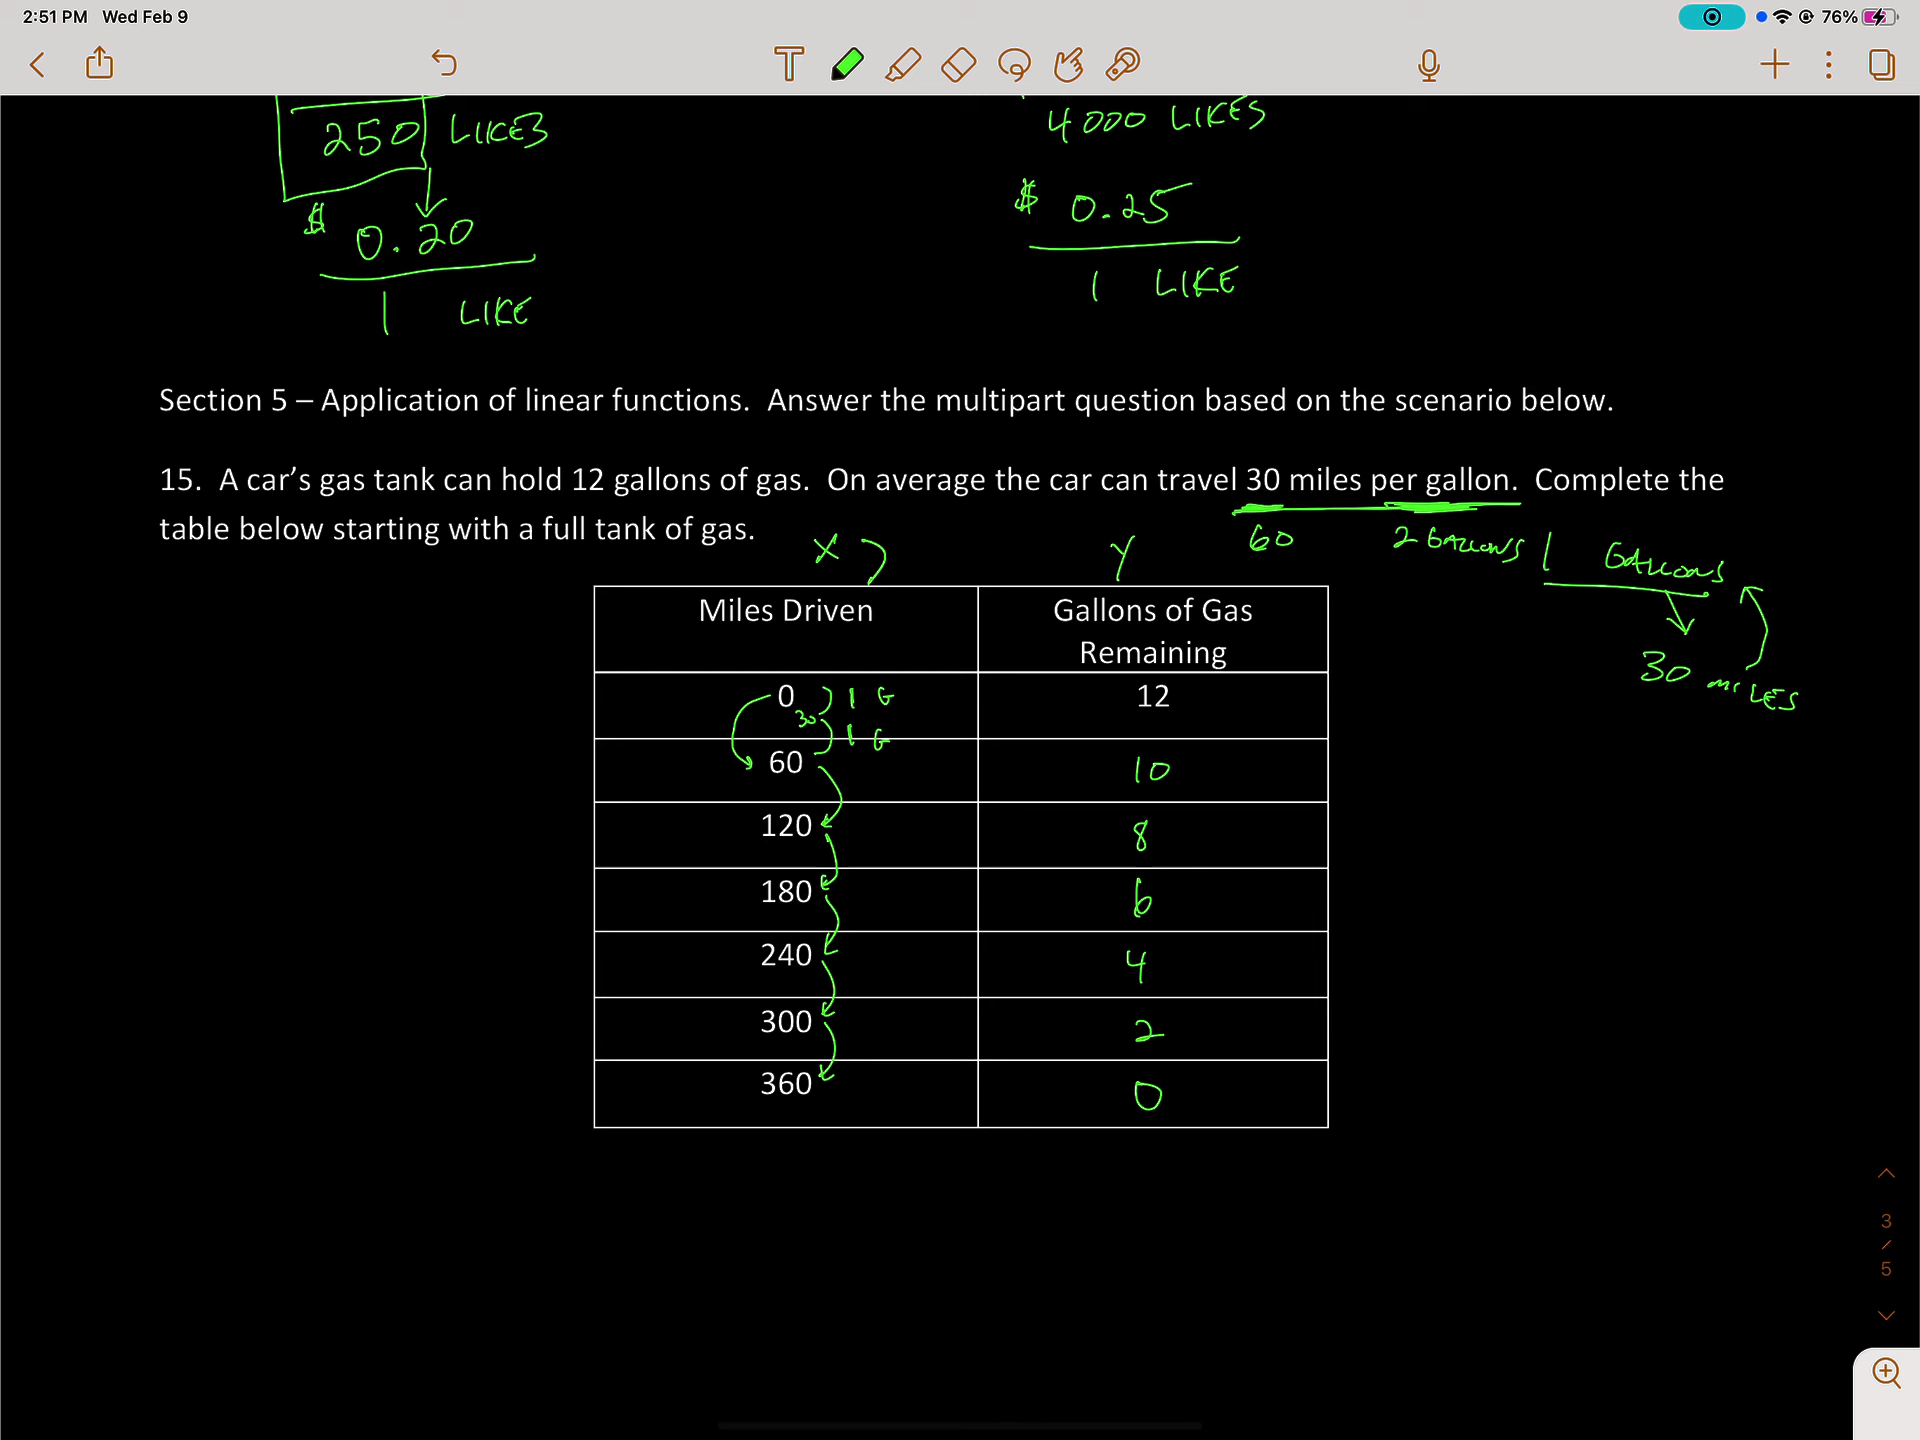 2:51 PM Wed Feb 9
76%
250 LIKES
4000 LIKES
$ 0.20
$ 0.25
1 LIKE
1 LIKE
Section 5 – Application of linear functions. Answer the multipart question based on the scenario below.
15. A car’s gas tank can hold 12 gallons of gas. On average the car can travel 30 miles per gallon. Complete the
table below starting with a full tank of gas.
60 2 GALLONS
1 GALLONS
30 MILES
X Y
Miles Driven Gallons of Gas Remaining
0 12
30
1 G
1 G
60 10
120 8
180 6
240 4
300 2
360 0
3
/
5